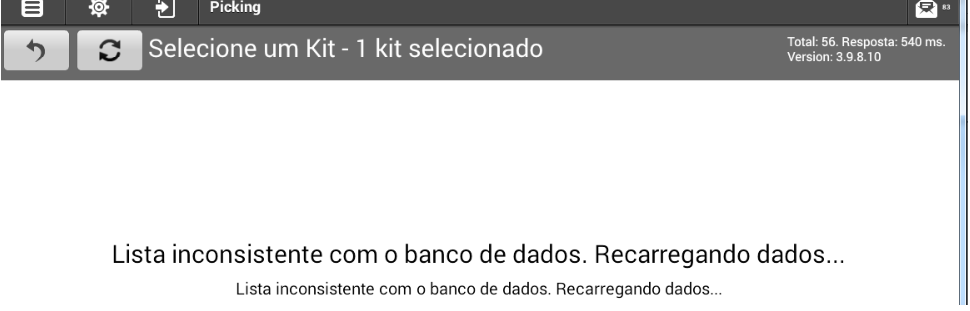 Picking
83
Selecione um Kit - 1 kit selecionado
Total: 56. Resposta: 540 ms.
Version: 3.9.8.10
Lista inconsistente com o banco de dados. Recarregando dados...
Lista inconsistente com o banco de dados. Recarregando dados...